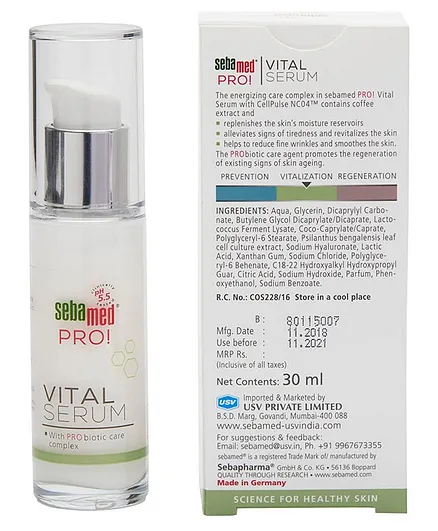 clinically
pH
5.5
tested
sebamed®
PRO!
VITAL
SERUM
With PRObiotic care
complex
sebamed®
PRO!
VITAL
SERUM
The energizing care complex in sebamed PRO! Vital
Serum with CellPulse NC04™ contains coffee
extract and
replenishes the skin's moisture reservoirs
alleviates signs of tiredness and revitalizes the skin
helps to reduce fine wrinkles and smoothes the skin.
The PRObiotic care agent promotes the regeneration
of existing signs of skin ageing.
PREVENTION VITALIZATION REGENERATION
INGREDIENTS: Aqua, Glycerin, Dicaprylyl Carbo-
nate, Butylene Glycol Dicaprylate/Dicaprate, Lacto-
coccus Ferment Lysate, Coco-Caprylate/Caprate,
Polyglyceryl-6 Stearate, Psilanthus bengalensis leaf
cell culture extract, Sodium Hyaluronate, Lactic
Acid, Xanthan Gum, Sodium Chloride, Polyglyce-
ryl-6 Behenate, C18-22 Hydroxyalkyl Hydroxypropyl
Guar, Citric Acid, Sodium Hydroxide, Parfum, Phen-
oxyethanol, Sodium Benzoate.
R.C. No.: COS228/16 Store in a cool place
B : 80115007
Mfg. Date : 11.2018
Use before : 11.2021
MRP Rs. :
(Inclusive of all taxes)
Net Contents: 30 ml
USV
Imported & Marketed by
USV PRIVATE LIMITED
B.S.D. Marg, Govandi, Mumbai-400 088
www.sebamed-usvindia.com
For suggestions & feedback:
Email: sebamed@usv.in, Ph. +91 9967673355
sebamed® is a registered Trade Mark of/ manufactured by
Sebapharma® GmbH & Co. KG • 56136 Boppard
QUALITY THROUGH RESEARCH • www.sebamed.com
Made in Germany
SCIENCE FOR HEALTHY SKIN